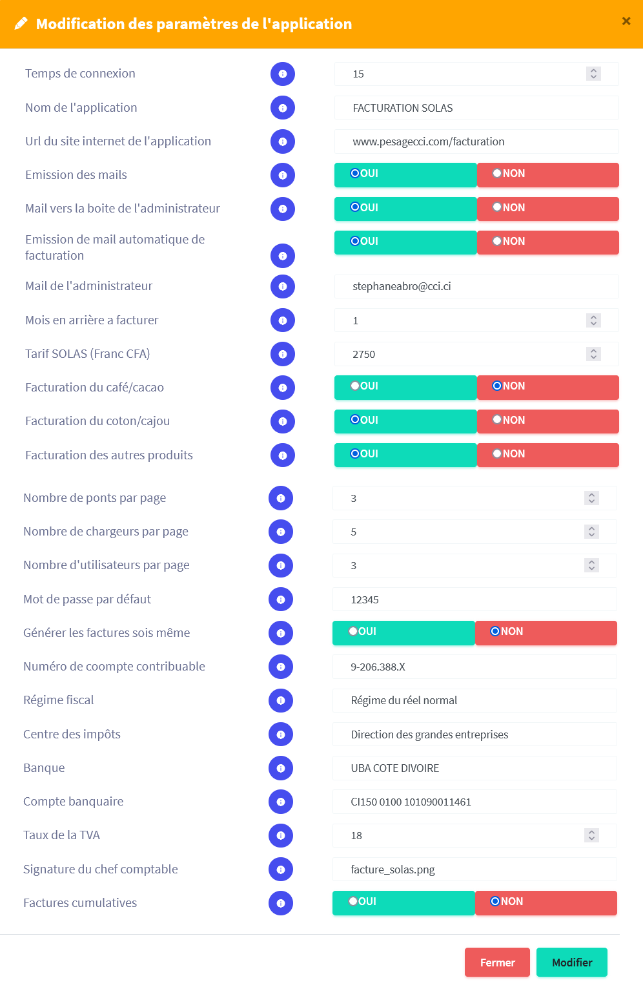 Modification des paramètres de l'application ×
Temps de connexion 15
Nom de l'application FACTURATION SOLAS
Url du site internet de l'application www.pesagecci.com/facturation
Emission des mails OUI NON
Mail vers la boite de l'administrateur OUI NON
Emission de mail automatique de
facturation OUI NON
Mail de l'administrateur stephaneabro@cci.ci
Mois en arrière a facturer 1
Tarif SOLAS (Franc CFA) 2750
Facturation du café/cacao OUI NON
Facturation du coton/cajou OUI NON
Facturation des autres produits OUI NON
Nombre de ponts par page 3
Nombre de chargeurs par page 5
Nombre d'utilisateurs par page 3
Mot de passe par défaut 12345
Générer les factures sois même OUI NON
Numéro de coompte contribuable 9-206.388.X
Régime fiscal Régime du réel normal
Centre des impôts Direction des grandes entreprises
Banque UBA COTE DIVOIRE
Compte banquaire CI150 0100 101090011461
Taux de la TVA 18
Signature du chef comptable facture_solas.png
Factures cumulatives OUI NON
Fermer Modifier